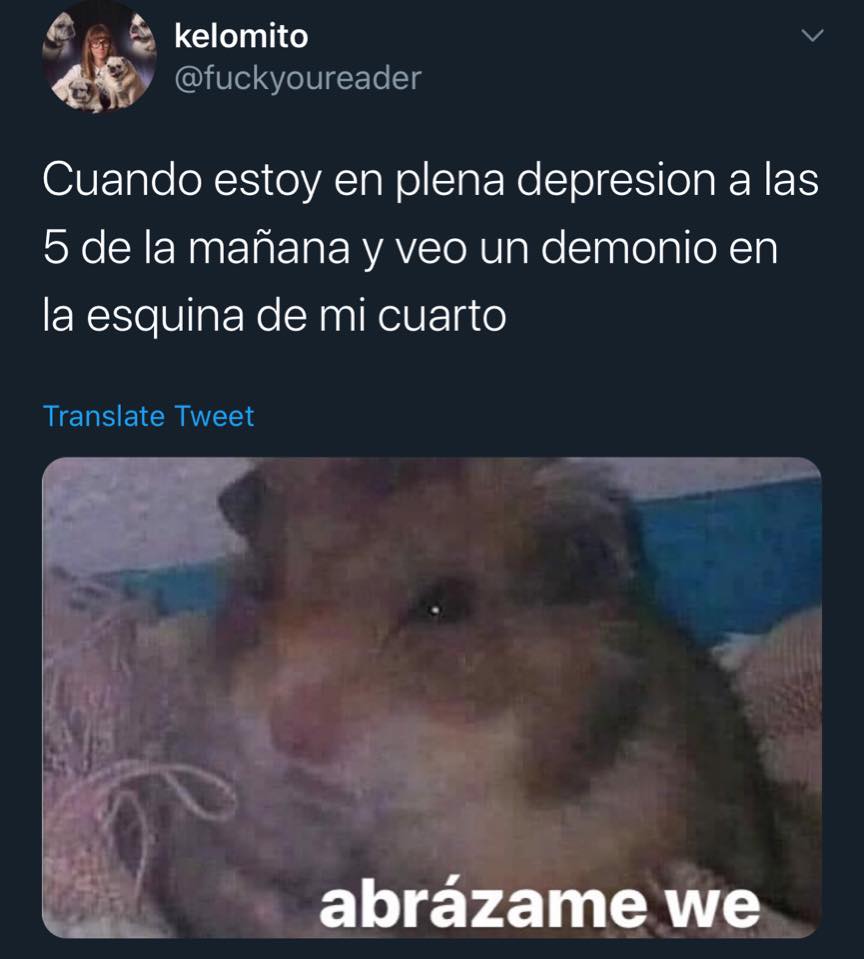 kelomito
@fuckyoureader
Cuando estoy en plena depresion a las
5 de la mañana y veo un demonio en
la esquina de mi cuarto
Translate Tweet
abrázame we